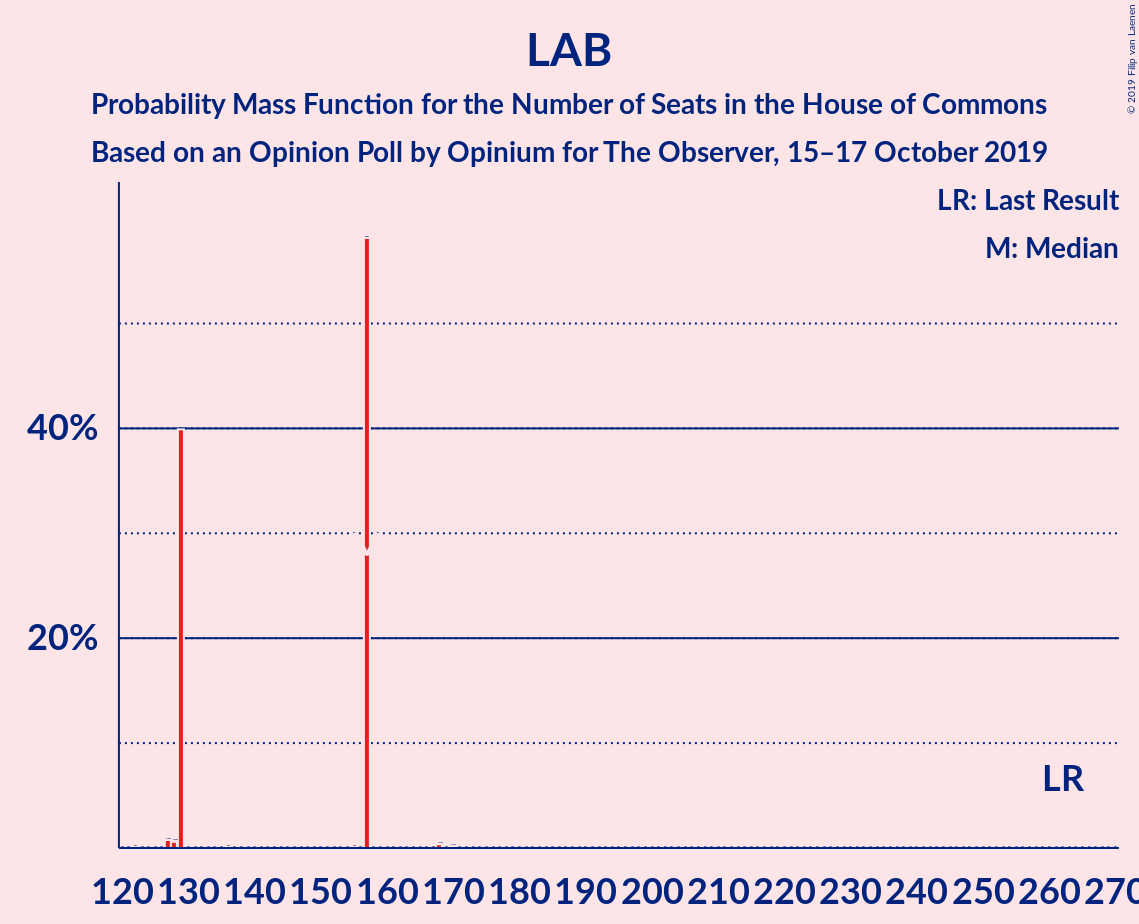 © 2019 Filip van Laenen
LAB
Probability Mass Function for the Number of Seats in the House of Commons
Based on an Opinion Poll by Opinium for The Observer, 15–17 October 2019
LR: Last Result
M: Median
40%
20%
LR
120 130 140 150 160 170 180 190 200 210 220 230 240 250 260 270